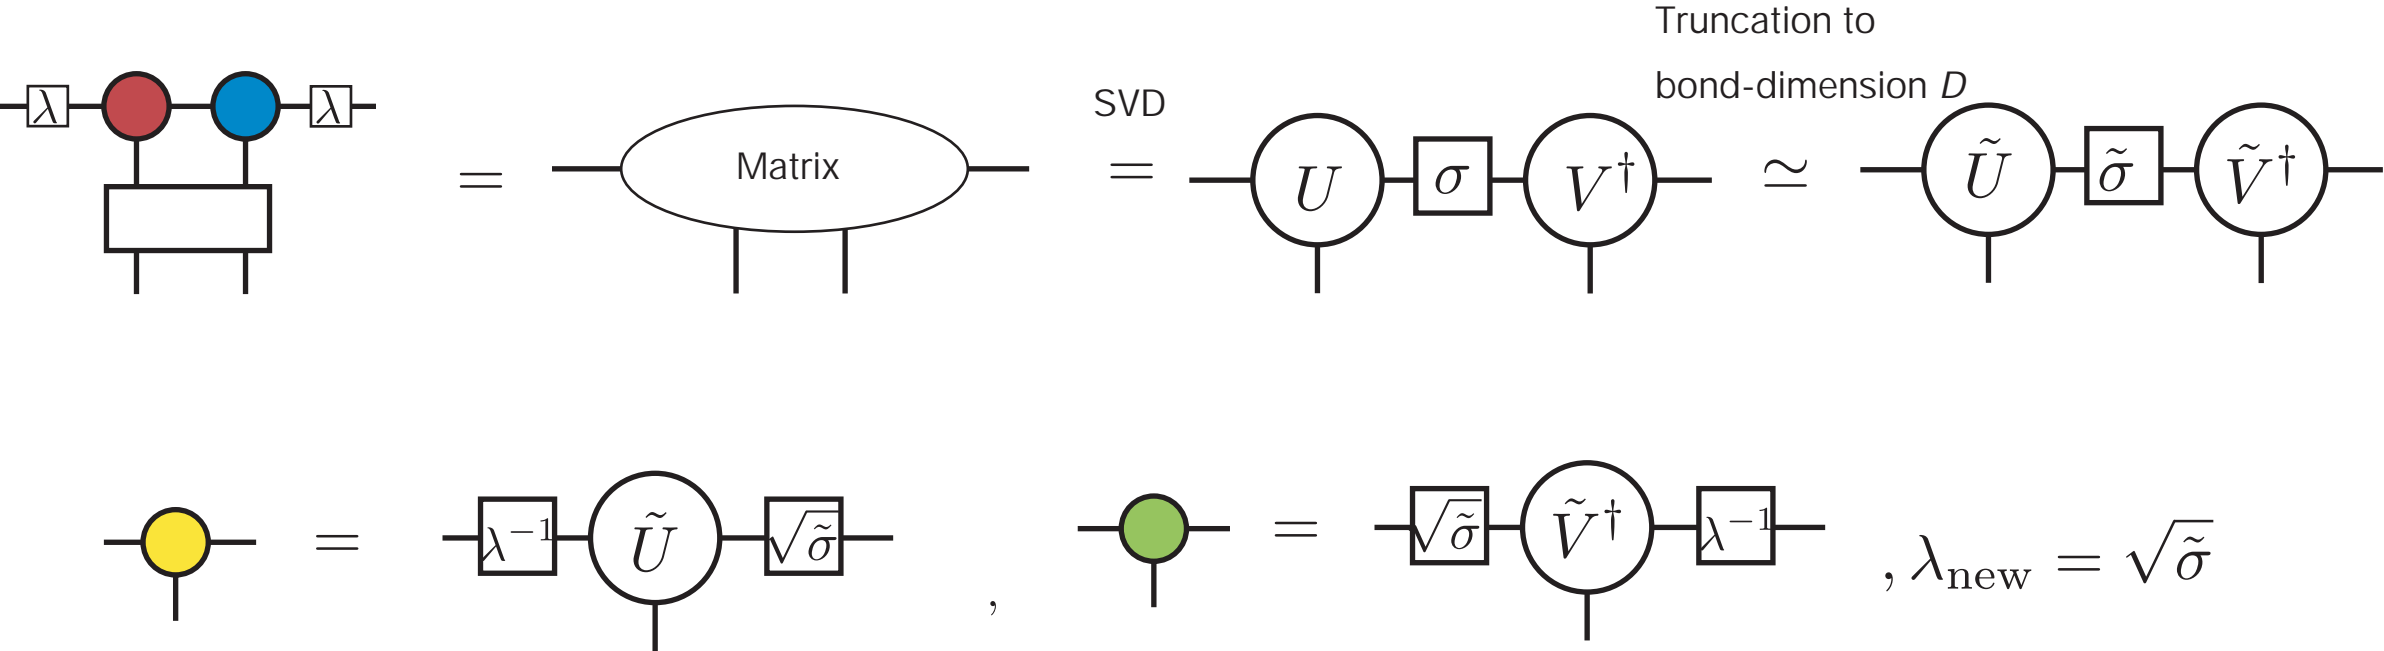 Truncation to
bond-dimension D
λ λ = Matrix SVD = U σ V† ≃ Ũ σ̃ Ṽ†
= λ⁻¹ Ũ √σ̃ , = √σ̃ Ṽ† λ⁻¹ , λnew = √σ̃